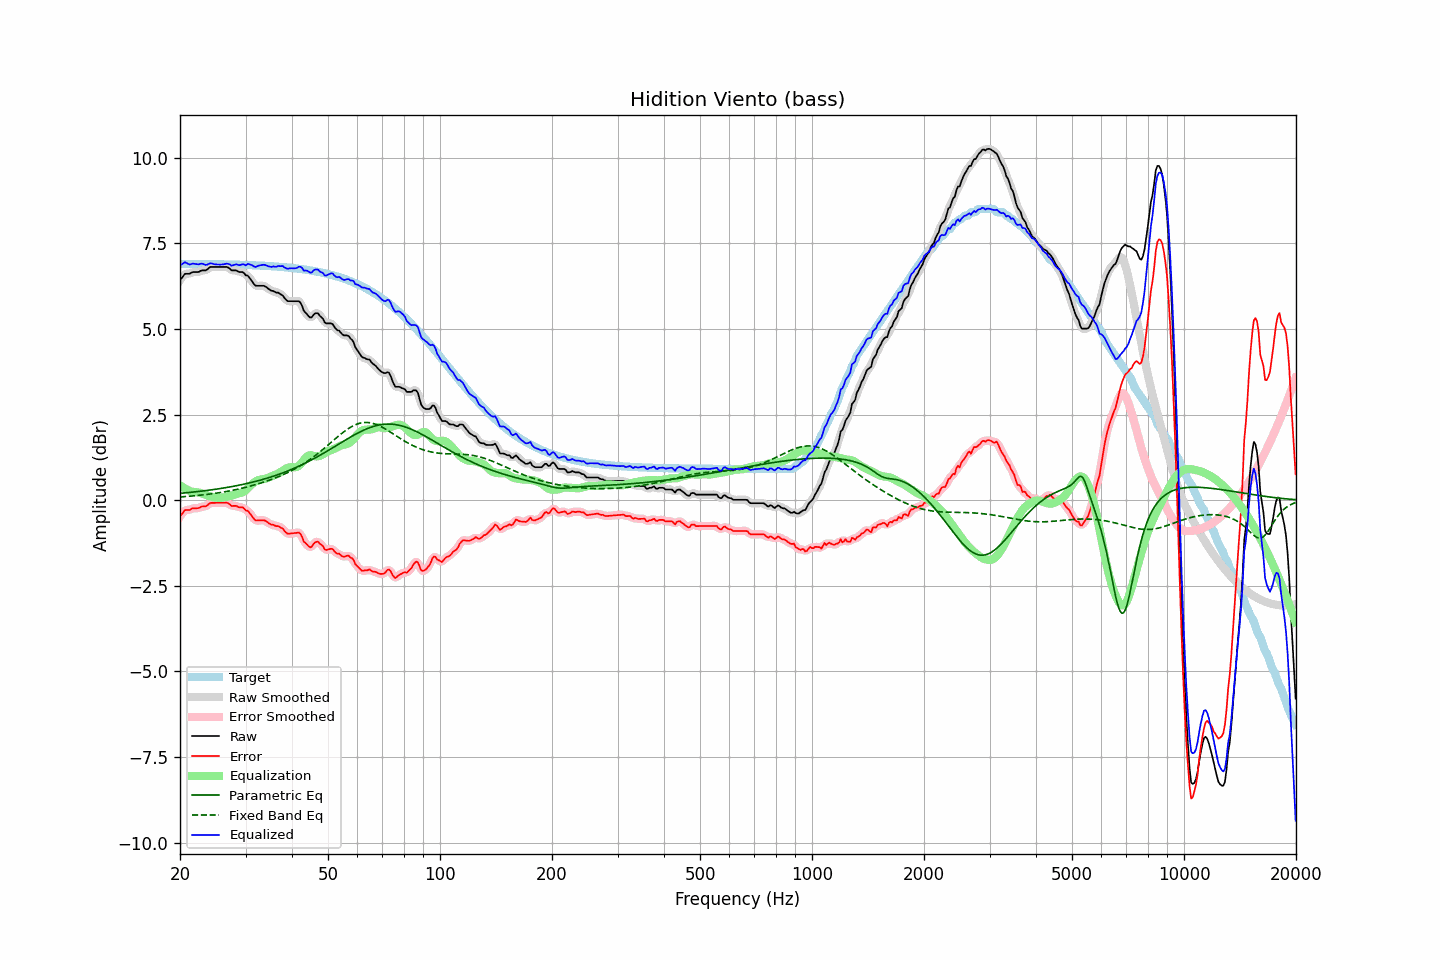 Hidition Viento (bass)
10.0
7.5
5.0
2.5
0.0
−2.5
−5.0
−7.5
−10.0
Amplitude (dBr)
Target
Raw Smoothed
Error Smoothed
Raw
Error
Equalization
Parametric Eq
Fixed Band Eq
Equalized
20 50 100 200 500 1000 2000 5000 10000 20000
Frequency (Hz)